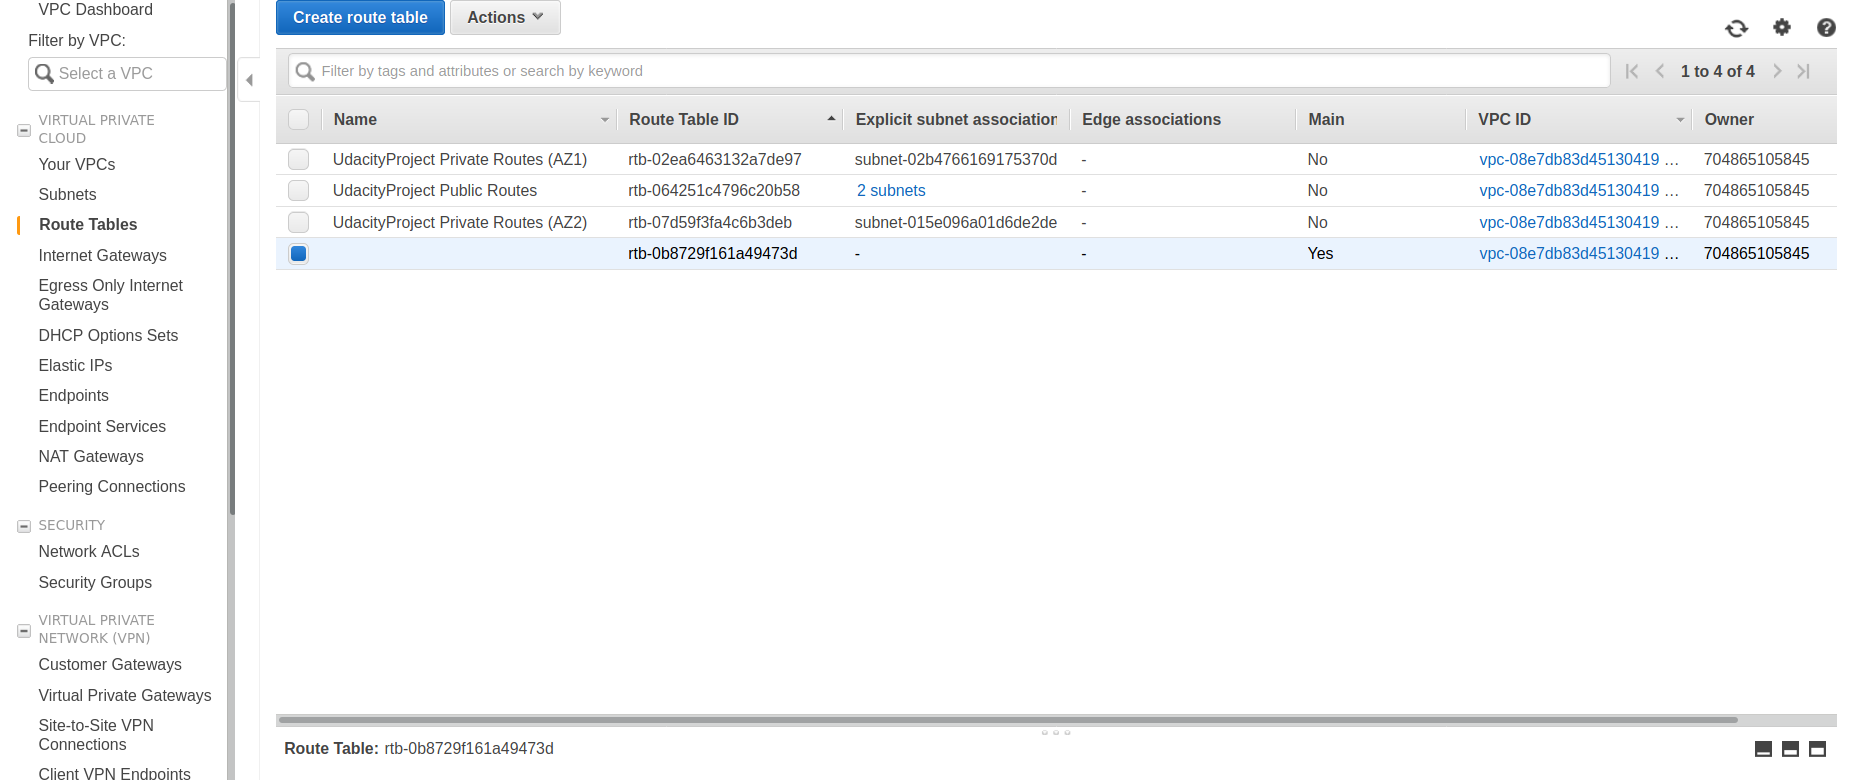 VPC Dashboard
Filter by VPC:
Select a VPC
VIRTUAL PRIVATE
CLOUD
Your VPCs
Subnets
Route Tables
Internet Gateways
Egress Only Internet
Gateways
DHCP Options Sets
Elastic IPs
Endpoints
Endpoint Services
NAT Gateways
Peering Connections
SECURITY
Network ACLs
Security Groups
VIRTUAL PRIVATE
NETWORK (VPN)
Customer Gateways
Virtual Private Gateways
Site-to-Site VPN
Connections
Client VPN Endpoints
Create route table Actions
Filter by tags and attributes or search by keyword 1 to 4 of 4
Name Route Table ID Explicit subnet association Edge associations Main VPC ID Owner
UdacityProject Private Routes (AZ1) rtb-02ea6463132a7de97 subnet-02b4766169175370d - No vpc-08e7db83d45130419 ... 704865105845
UdacityProject Public Routes rtb-064251c4796c20b58 2 subnets - No vpc-08e7db83d45130419 ... 704865105845
UdacityProject Private Routes (AZ2) rtb-07d59f3fa4c6b3deb subnet-015e096a01d6de2de - No vpc-08e7db83d45130419 ... 704865105845
rtb-0b8729f161a49473d - - Yes vpc-08e7db83d45130419 ... 704865105845
Route Table: rtb-0b8729f161a49473d